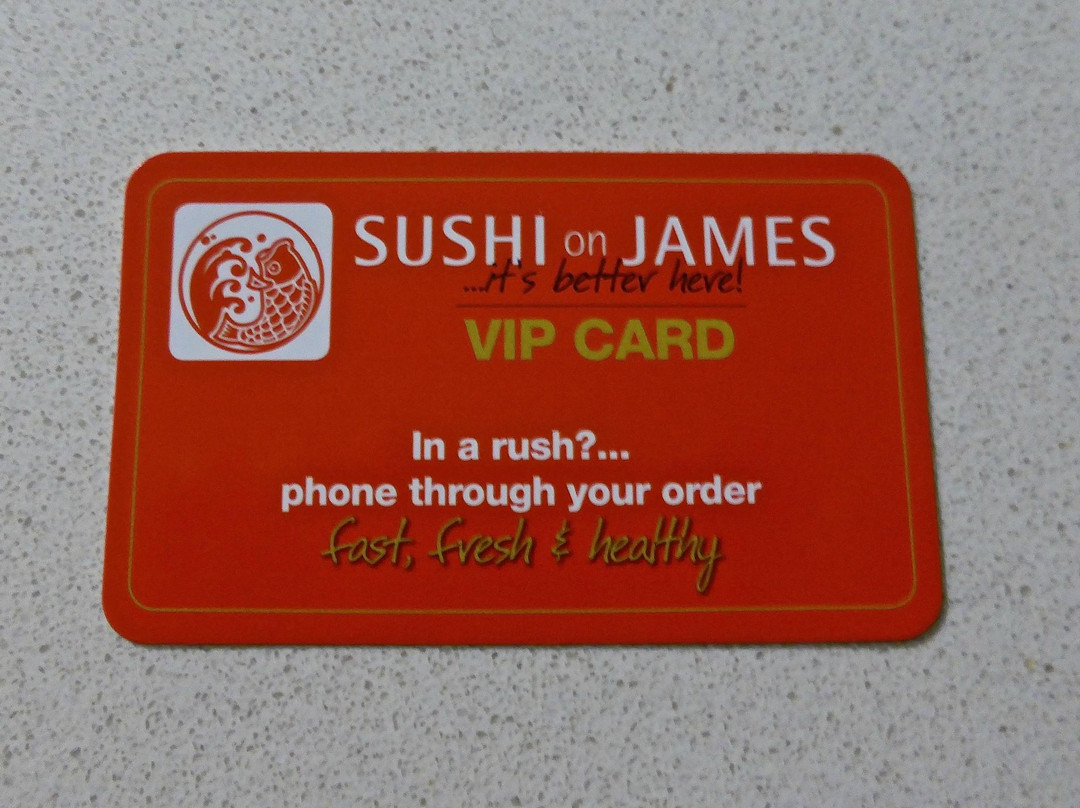 SUSHI on JAMES
...it's better here!
VIP CARD
In a rush?...
phone through your order
fast, fresh & healthy